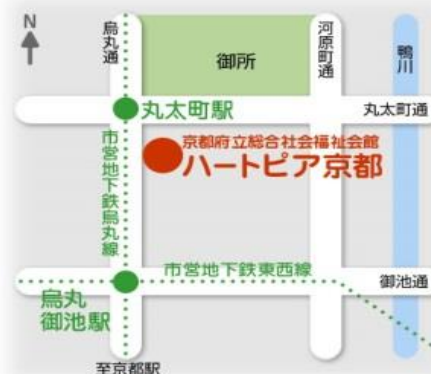 N
烏丸通
御所
河原町通
鴨川
丸太町駅
丸太町通
京都府立総合社会福祉会館
ハートピア京都
市営地下鉄烏丸線
市営地下鉄東西線
御池通
烏丸
御池駅
至京都駅